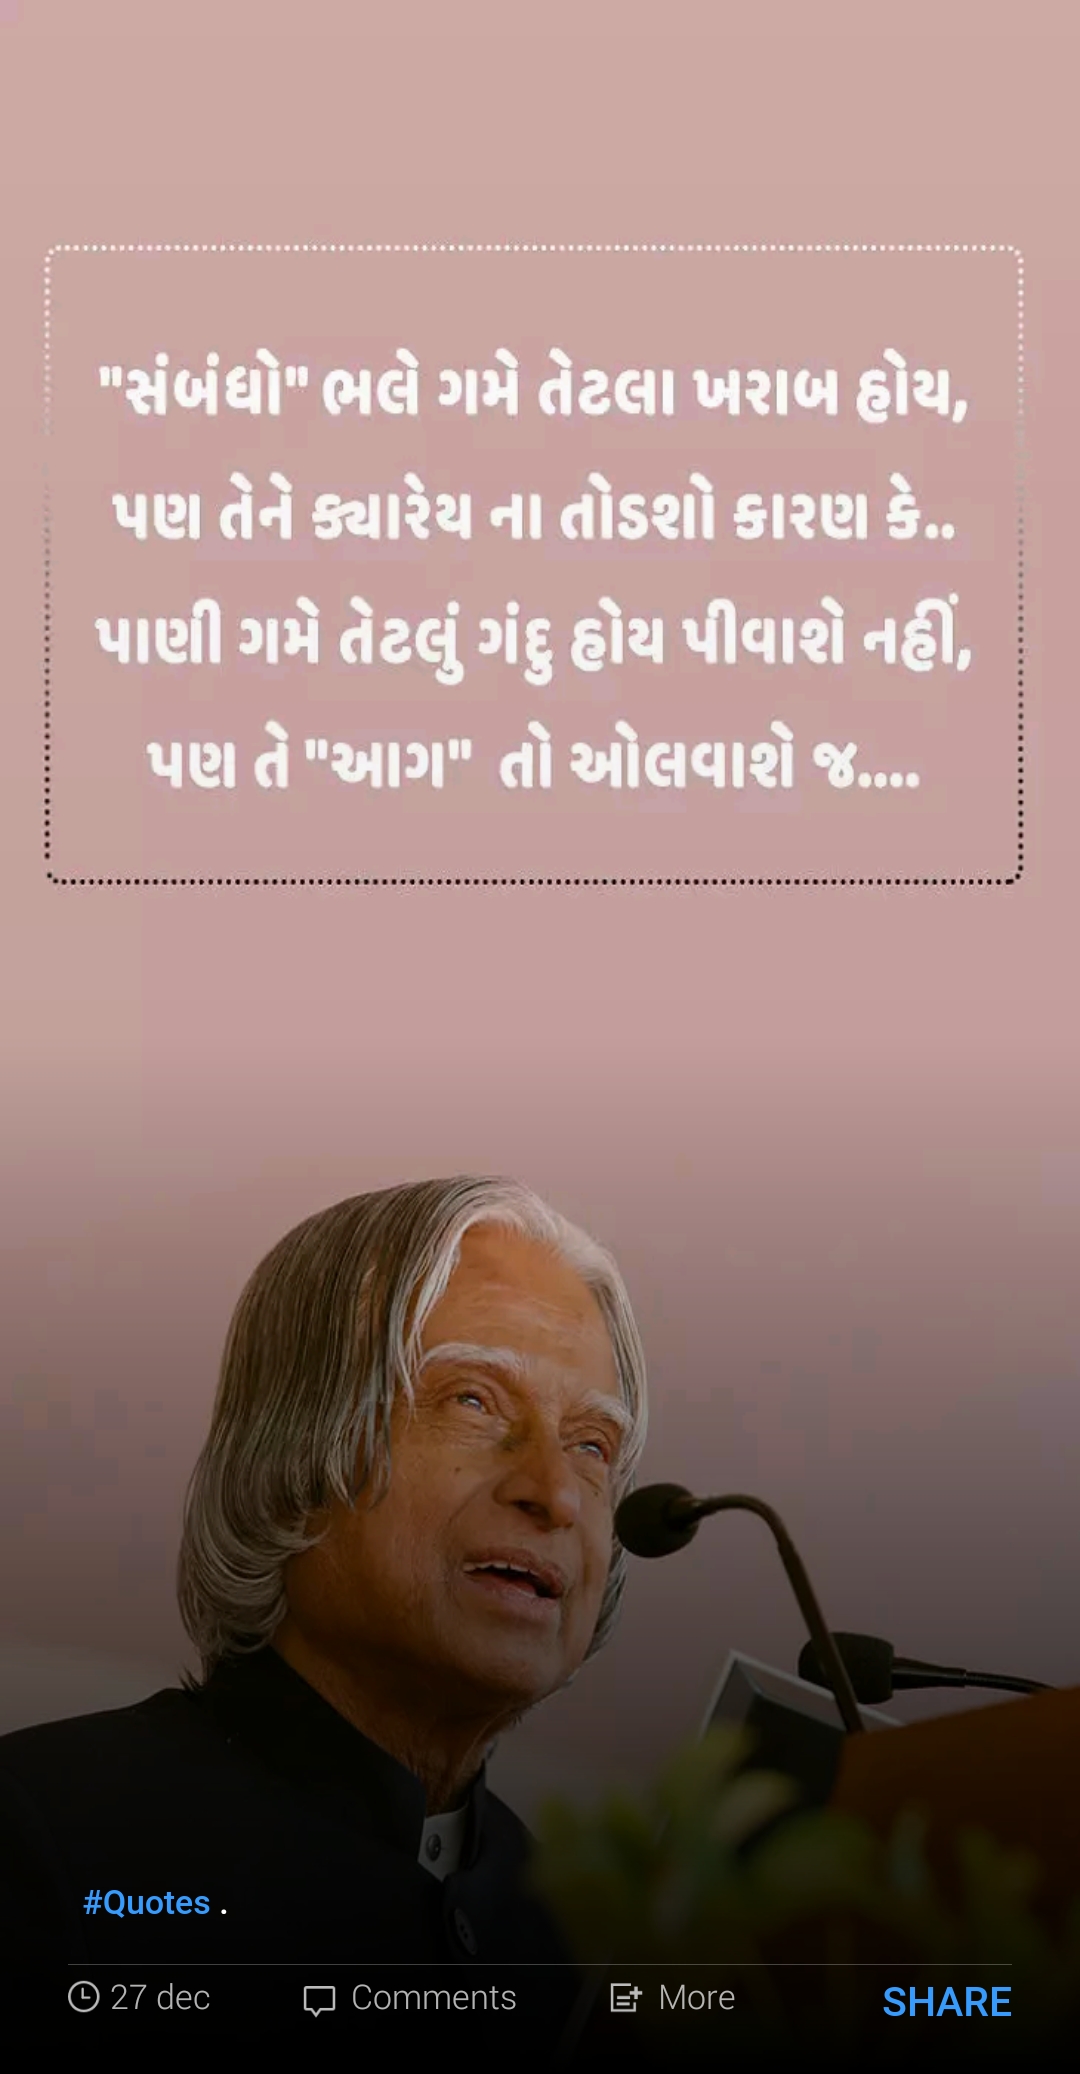 "સંબંધો" ભલે ગમે તેટલા ખરાબ હોય,
પણ તેને ક્યારેય ના તોડશો કારણ કે..
પાણી ગમે તેટલું ગંદુ હોય પીવાશે નહીં,
પણ તે "આગ" તો ઓલવાશે જ....
#Quotes .
27 dec
Comments
More
SHARE